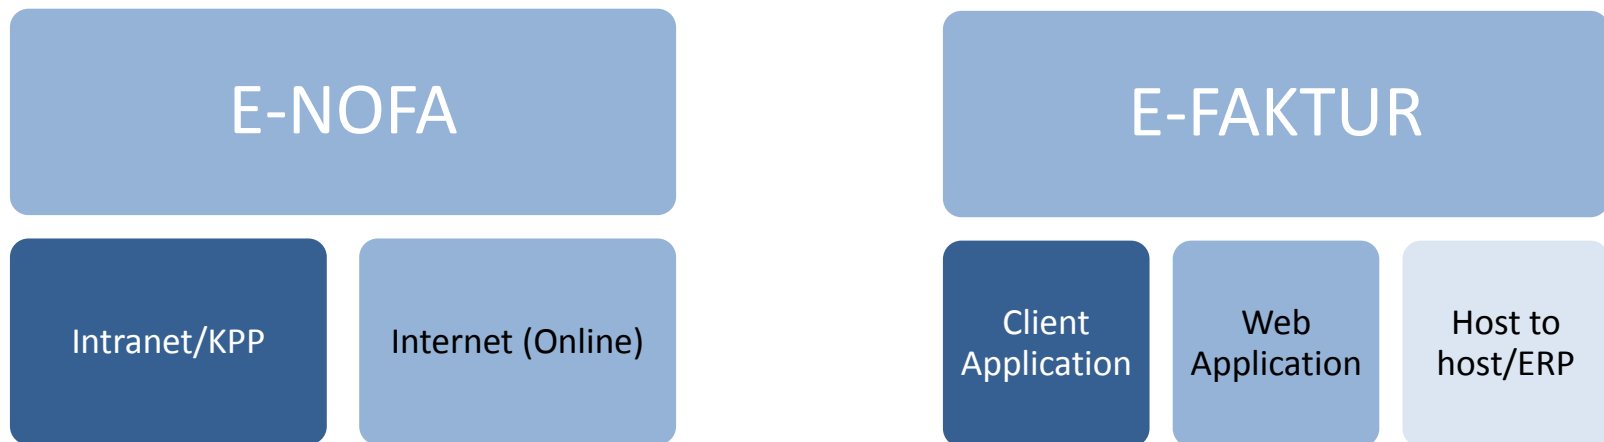 E-NOFA
E-FAKTUR
Intranet/KPP
Internet (Online)
Client
Application
Web
Application
Host to
host/ERP